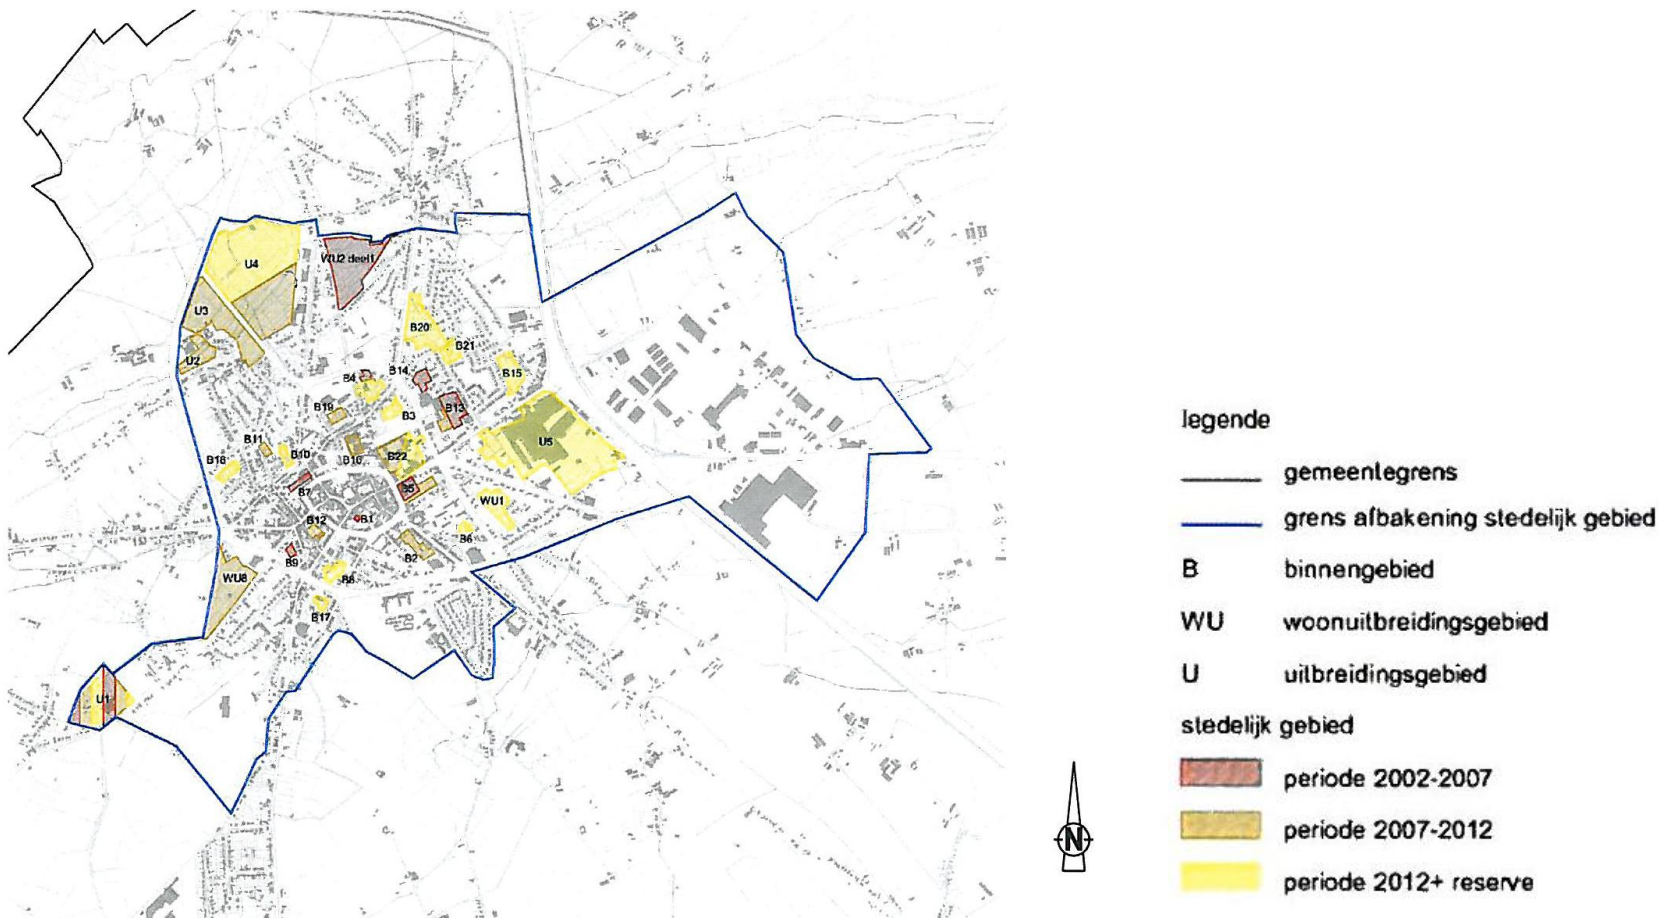 U4
WU2 deel1
U3
U2
B20
B21
B15
B4
B14
B19
B3
B13
U5
B11
B10
B16
B22
B18
B7
B5
WU1
B12
B1
B6
B2
B9
WU8
B8
B17
U1
N
legende
gemeentegrens
grens afbakening stedelijk gebied
B binnengebied
WU woonuitbreidingsgebied
U uitbreidingsgebied
stedelijk gebied
periode 2002-2007
periode 2007-2012
periode 2012+ reserve